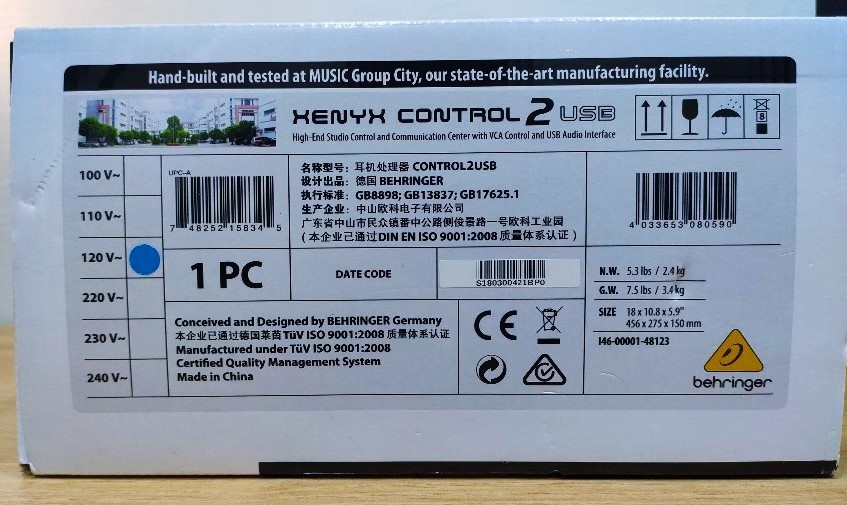 Hand-built and tested at MUSIC Group City, our state-of-the-art manufacturing facility.
XENYX CONTROL 2 USB
High-End Studio Control and Communication Center with VCA Control and USB Audio Interface
8
100 V~
110 V~
120 V~
220 V~
230 V~
240 V~
UPC-A
7 48252 15834 5
名称型号：耳机处理器 CONTROL2USB
设计出品：德国 BEHRINGER
执行标准：GB8898; GB13837; GB17625.1
生产企业：中山欧科电子有限公司
广东省中山市民众镇番中公路侧俊景路一号欧科工业园
（本企业已通过DIN EN ISO 9001:2008 质量体系认证）
4 033653 080590
1 PC
DATE CODE
S180300421BP0
N.W. 5.3 lbs / 2.4 kg
G.W. 7.5 lbs / 3.4 kg
SIZE 18 x 10.8 x 5.9"
456 x 275 x 150 mm
I46-00001-48123
Conceived and Designed by BEHRINGER Germany
本企业已通过德国莱茵 TüV ISO 9001:2008 质量体系认证
Manufactured under TüV ISO 9001:2008
Certified Quality Management System
Made in China
CE
behringer